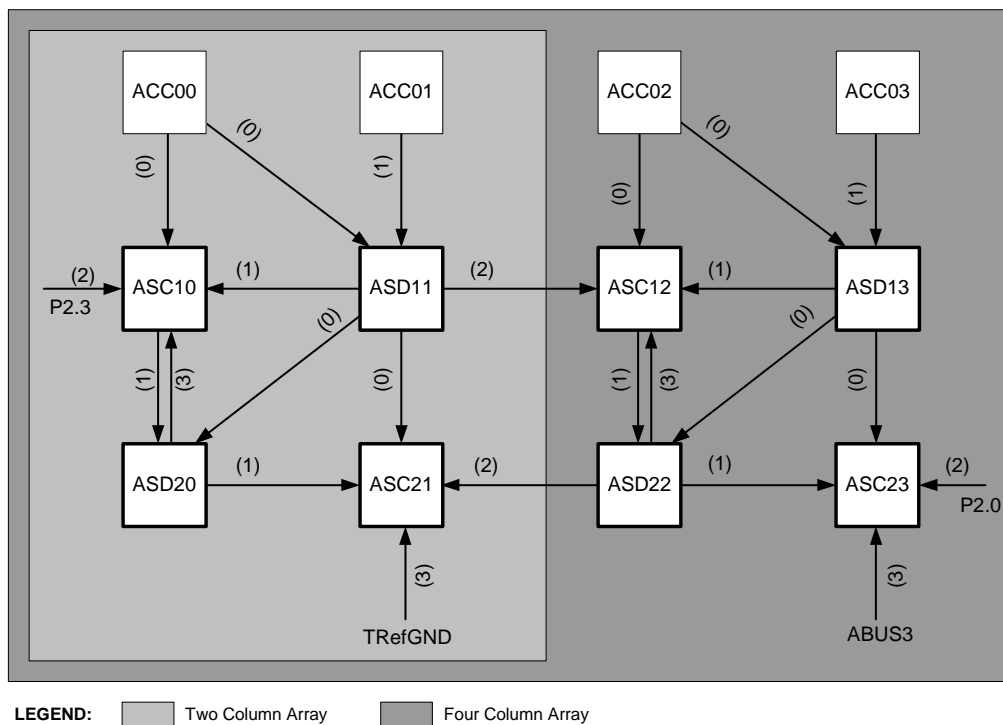 ACC00
ACC01
ACC02
ACC03
(0)
(0)
(1)
(0)
(0)
(1)
(2)
P2.3
ASC10
(1)
ASD11
(2)
ASC12
(1)
ASD13
(1)
(3)
(0)
(0)
(1)
(3)
(0)
(0)
ASD20
(1)
ASC21
(2)
ASD22
(1)
ASC23
(2)
P2.0
(3)
TRefGND
(3)
ABUS3
LEGEND:
Two Column Array
Four Column Array